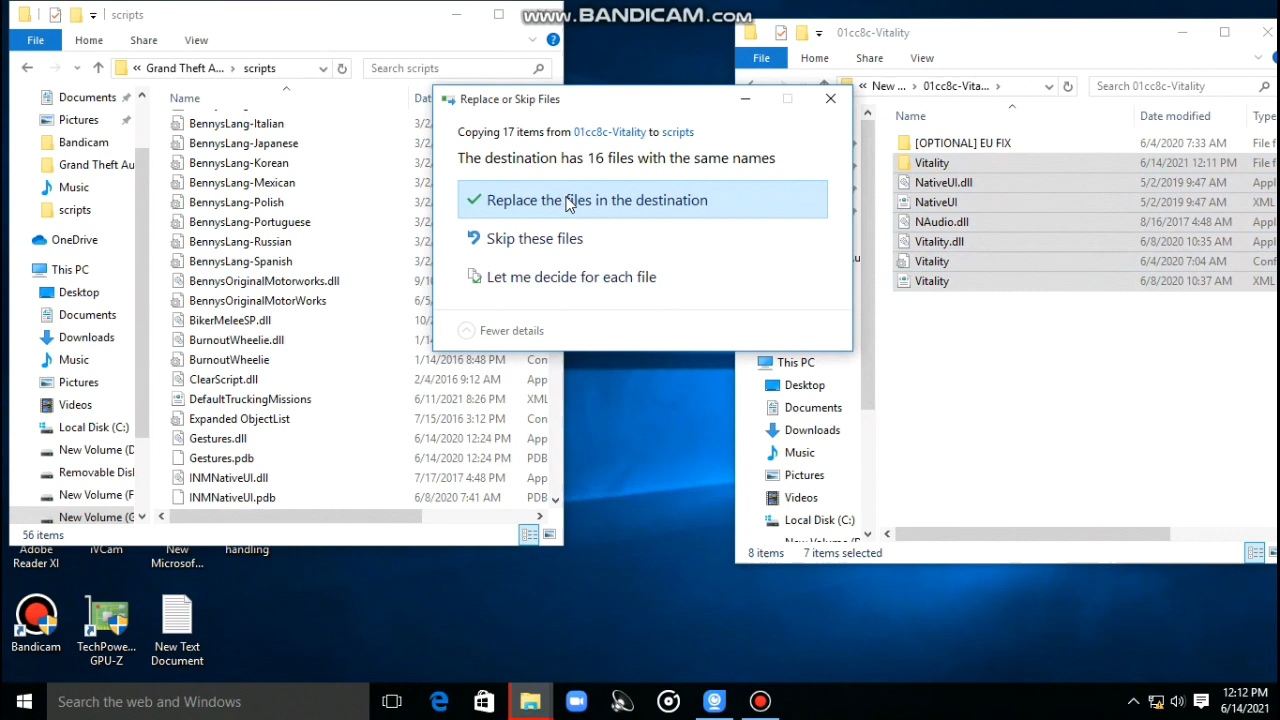 scripts
www.BANDICAM.com
File Home Share View
Grand Theft A... scripts
Search scripts
Documents
Pictures
Bandicam
Grand Theft Au
Music
scripts
OneDrive
This PC
Desktop
Documents
Downloads
Music
Pictures
Videos
Local Disk (C:)
New Volume (D
Removable Disk
New Volume (F
New Volume (G
Name
BennysLang-Italian
BennysLang-Japanese 3/2
BennysLang-Korean 3/2
BennysLang-Mexican 3/2
BennysLang-Polish 3/2
BennysLang-Portuguese 3/2
BennysLang-Russian 3/2
BennysLang-Spanish 3/2
BennysOriginalMotorworks.dll 9/10
BennysOriginalMotorWorks 6/5
BikerMeleeSP.dll 10/2
BurnoutWheelie.dll 1/14
BurnoutWheelie 1/14/2016 8:48 PM Con
ClearScript.dll 2/4/2016 9:12 AM App
DefaultTruckingMissions 6/11/2021 8:26 PM XML
Expanded ObjectList 7/15/2016 3:12 PM Con
Gestures.dll 6/14/2020 12:24 PM App
Gestures.pdb 6/14/2020 12:24 PM PDB
INMNativeUI.dll 7/17/2017 4:48 PM App
INMNativeUI.pdb 6/8/2020 7:41 AM PDB
56 items
Replace or Skip Files
Copying 17 items from 01cc8c-Vitality to scripts
The destination has 16 files with the same names
Replace the files in the destination
Skip these files
Let me decide for each file
Fewer details
01cc8c-Vitality
File Home Share View
New ... 01cc8c-Vita...
Search 01cc8c-Vitality
Name Date modified Type
[OPTIONAL] EU FIX 6/4/2020 7:33 AM File f
Vitality 6/14/2021 12:11 PM File f
NativeUI.dll 5/2/2019 9:47 AM Appl
NativeUI 5/2/2019 9:47 AM XML
NAudio.dll 8/16/2017 4:48 AM Appl
Vitality.dll 6/8/2020 10:35 AM Appl
Vitality 6/4/2020 7:04 AM Conf
Vitality 6/8/2020 10:37 AM XML
This PC
Desktop
Documents
Downloads
Music
Pictures
Videos
Local Disk (C:)
8 items 7 items selected
Adobe Reader XI
iVCam
New Microsof...
handling
Bandicam
TechPowe... GPU-Z
New Text Document
Search the web and Windows
12:12 PM
6/14/2021